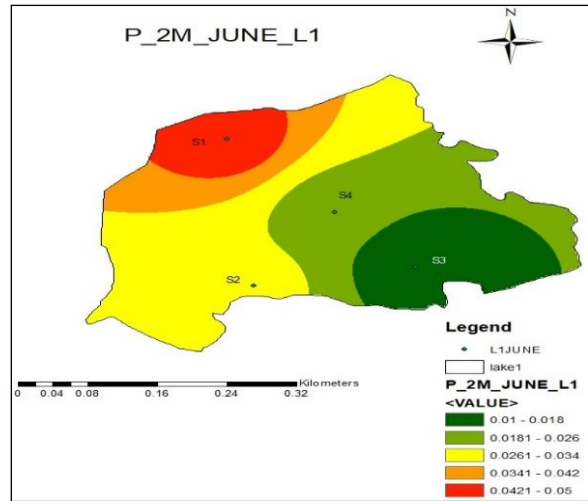 P_2M_JUNE_L1
N
S1
S4
S2
S3
Kilometers
0 0.04 0.08 0.16 0.24 0.32
Legend
L1JUNE
lake1
P_2M_JUNE_L1
<VALUE>
0.01 - 0.018
0.0181 - 0.026
0.0261 - 0.034
0.0341 - 0.042
0.0421 - 0.05